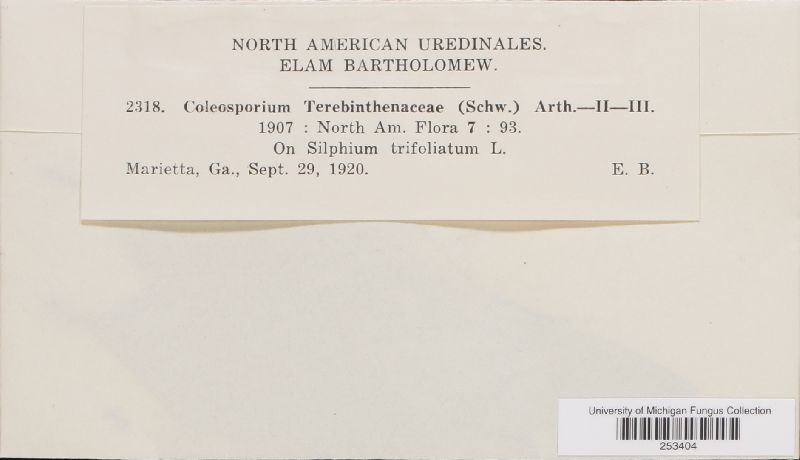 NORTH AMERICAN UREDINALES.
ELAM BARTHOLOMEW.
2318. Coleosporium Terebinthenaceae (Schw.) Arth.—II—III.
1907 : North Am. Flora 7 : 93.
On Silphium trifoliatum L.
Marietta, Ga., Sept. 29, 1920. E. B.
University of Michigan Fungus Collection
253404